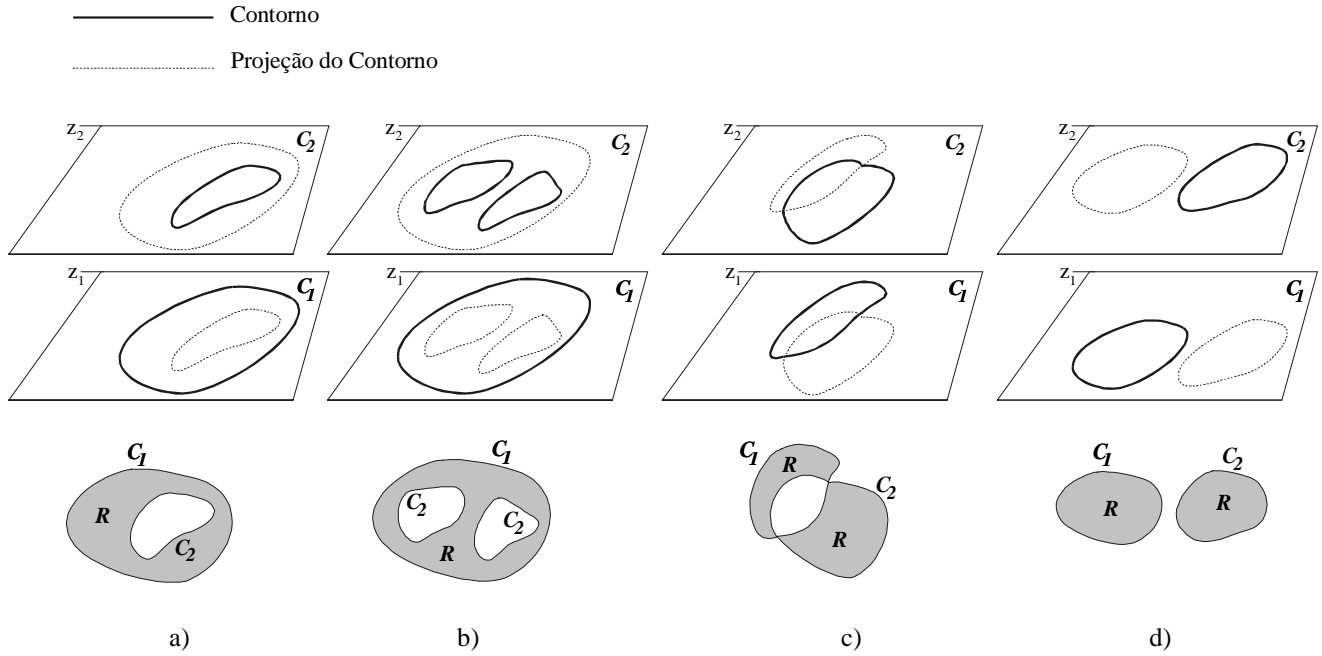 Contorno
Projeção do Contorno
z2 C2 z2 C2 z2 C2 z2 C2
z1 C1 z1 C1 z1 C1 z1 C1
C1 R C2
C1 C2 C2 R
C1 R C2 R
C1 R C2 R
a) b) c) d)